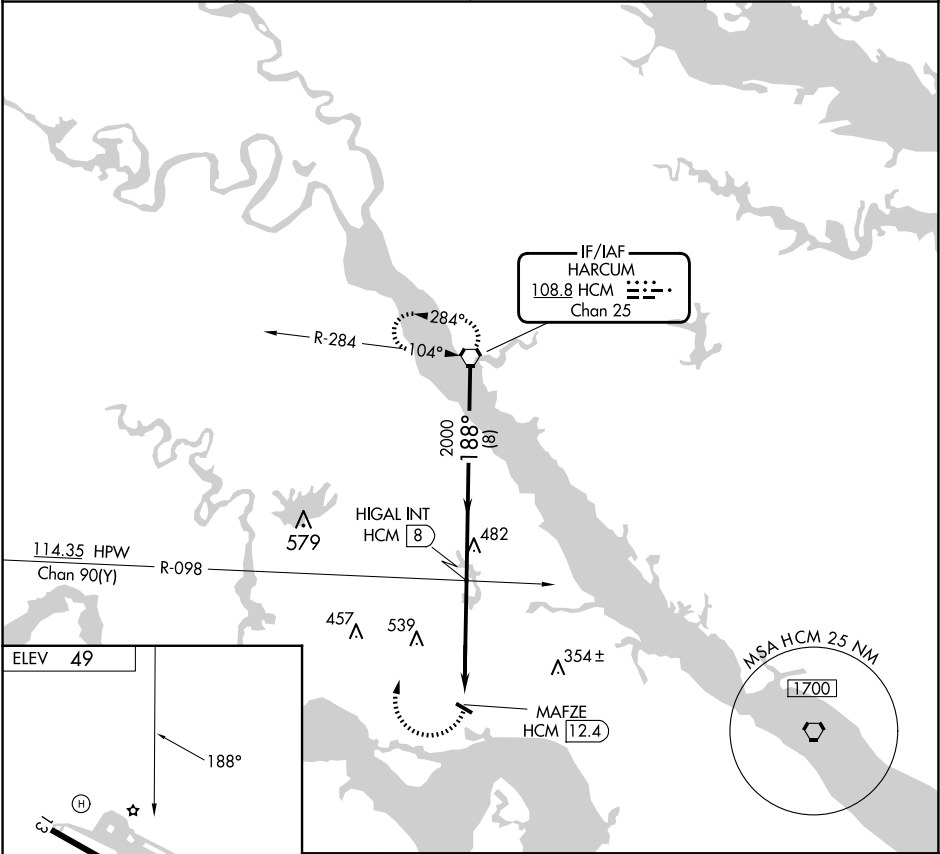 IF/IAF
HARCUM
108.8 HCM
Chan 25
284°
R-284
104°
2000
188°
(8)
HIGAL INT
HCM 8
482
579
114.35 HPW
Chan 90(Y)
R-098
457
539
354±
MAFZE
HCM 12.4
MSA HCM 25 NM
1700
ELEV 49
188°
H
13